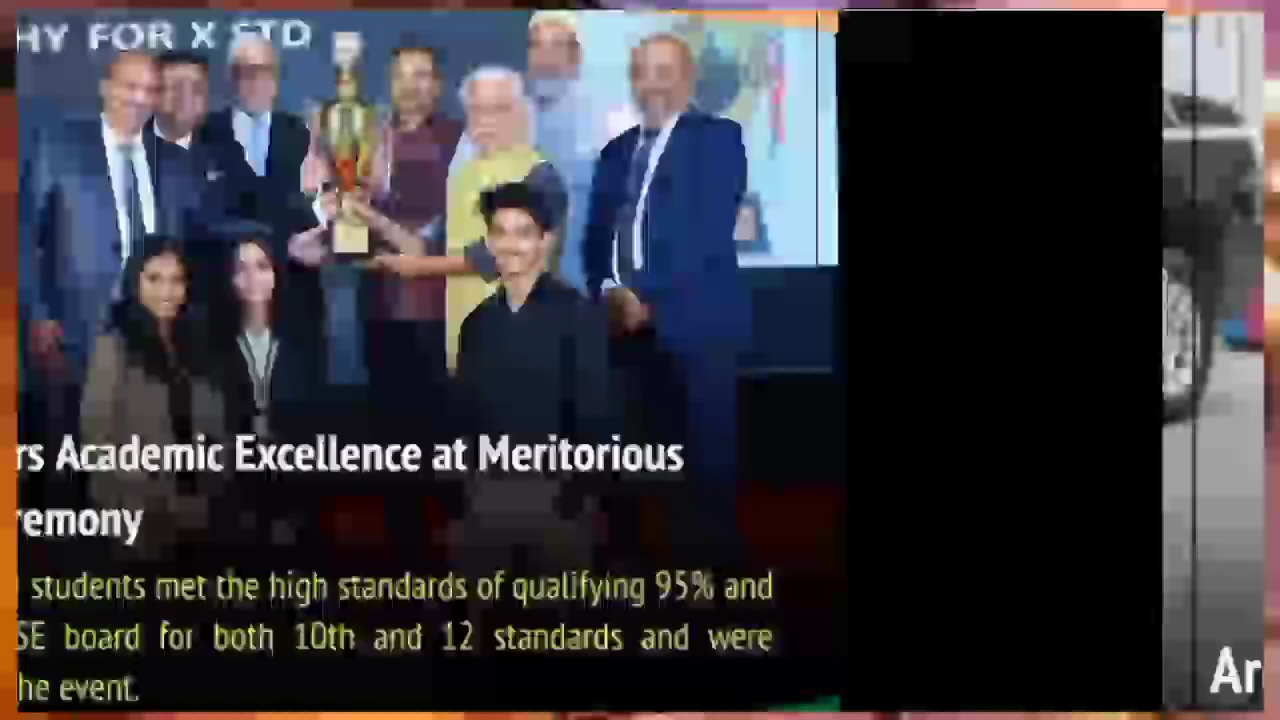 HY FOR X STD
rs Academic Excellence at Meritorious
remony
students met the high standards of qualifying 95% and
SE board for both 10th and 12 standards and were
he event.
Ar